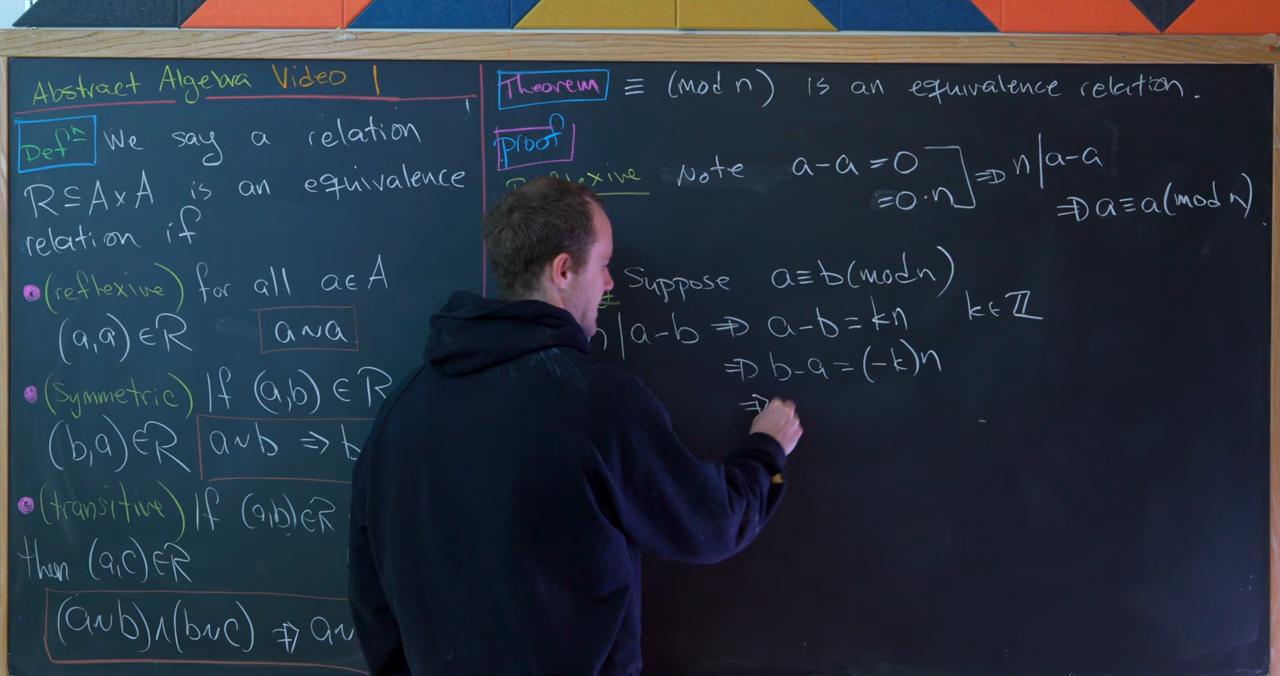 Abstract Algebra Video 1
Defⁿ We say a relation
R⊆A×A is an equivalence
relation if
• (reflexive) for all a∈A
(a,a)∈R a~a
• (symmetric) If (a,b)∈R
(b,a)∈R a~b ⇒ b
• (transitive) If (a,b)∈R
then (a,c)∈R
(a~b)∧(b~c) ⇒ a~
Theorem ≡ (mod n) is an equivalence relation.
Proof
Reflexive Note a-a=0
=0·n ⇒ n|a-a
⇒ a≡a(mod n)
Suppose a≡b(mod n)
n|a-b ⇒ a-b=kn k∈ℤ
⇒ b-a=(-k)n
⇒